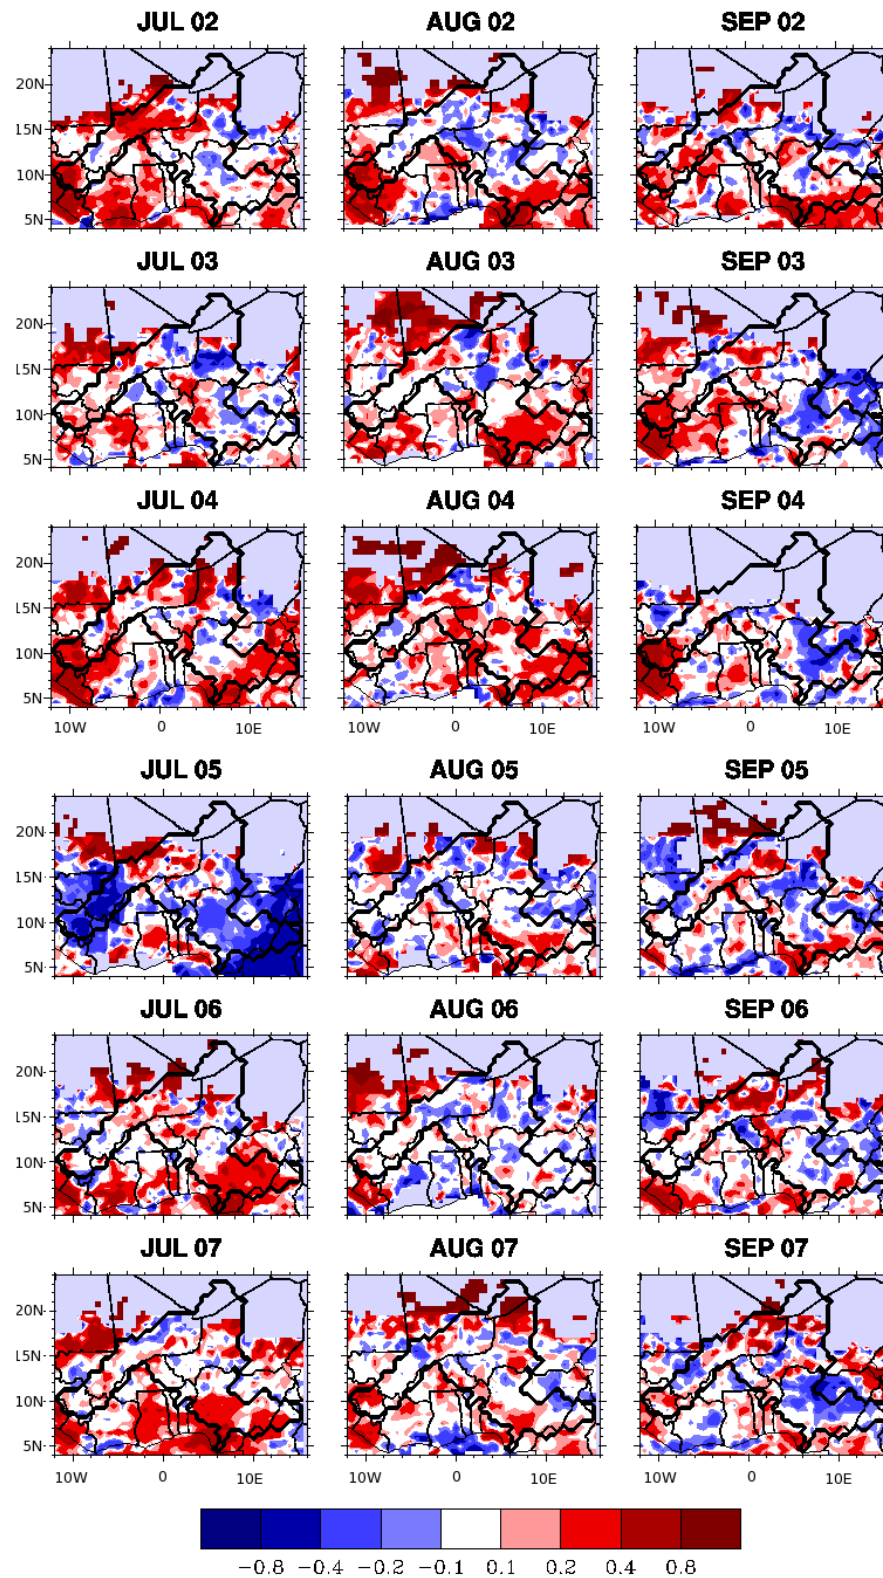 JUL 02 AUG 02 SEP 02
20N
15N
10N
5N
JUL 03 AUG 03 SEP 03
20N
15N
10N
5N
JUL 04 AUG 04 SEP 04
20N
15N
10N
5N
10W 0 10E 10W 0 10E 10W 0 10E
JUL 05 AUG 05 SEP 05
20N
15N
10N
5N
JUL 06 AUG 06 SEP 06
20N
15N
10N
5N
JUL 07 AUG 07 SEP 07
20N
15N
10N
5N
10W 0 10E 10W 0 10E 10W 0 10E
−0.8 −0.4 −0.2 −0.1 0.1 0.2 0.4 0.8